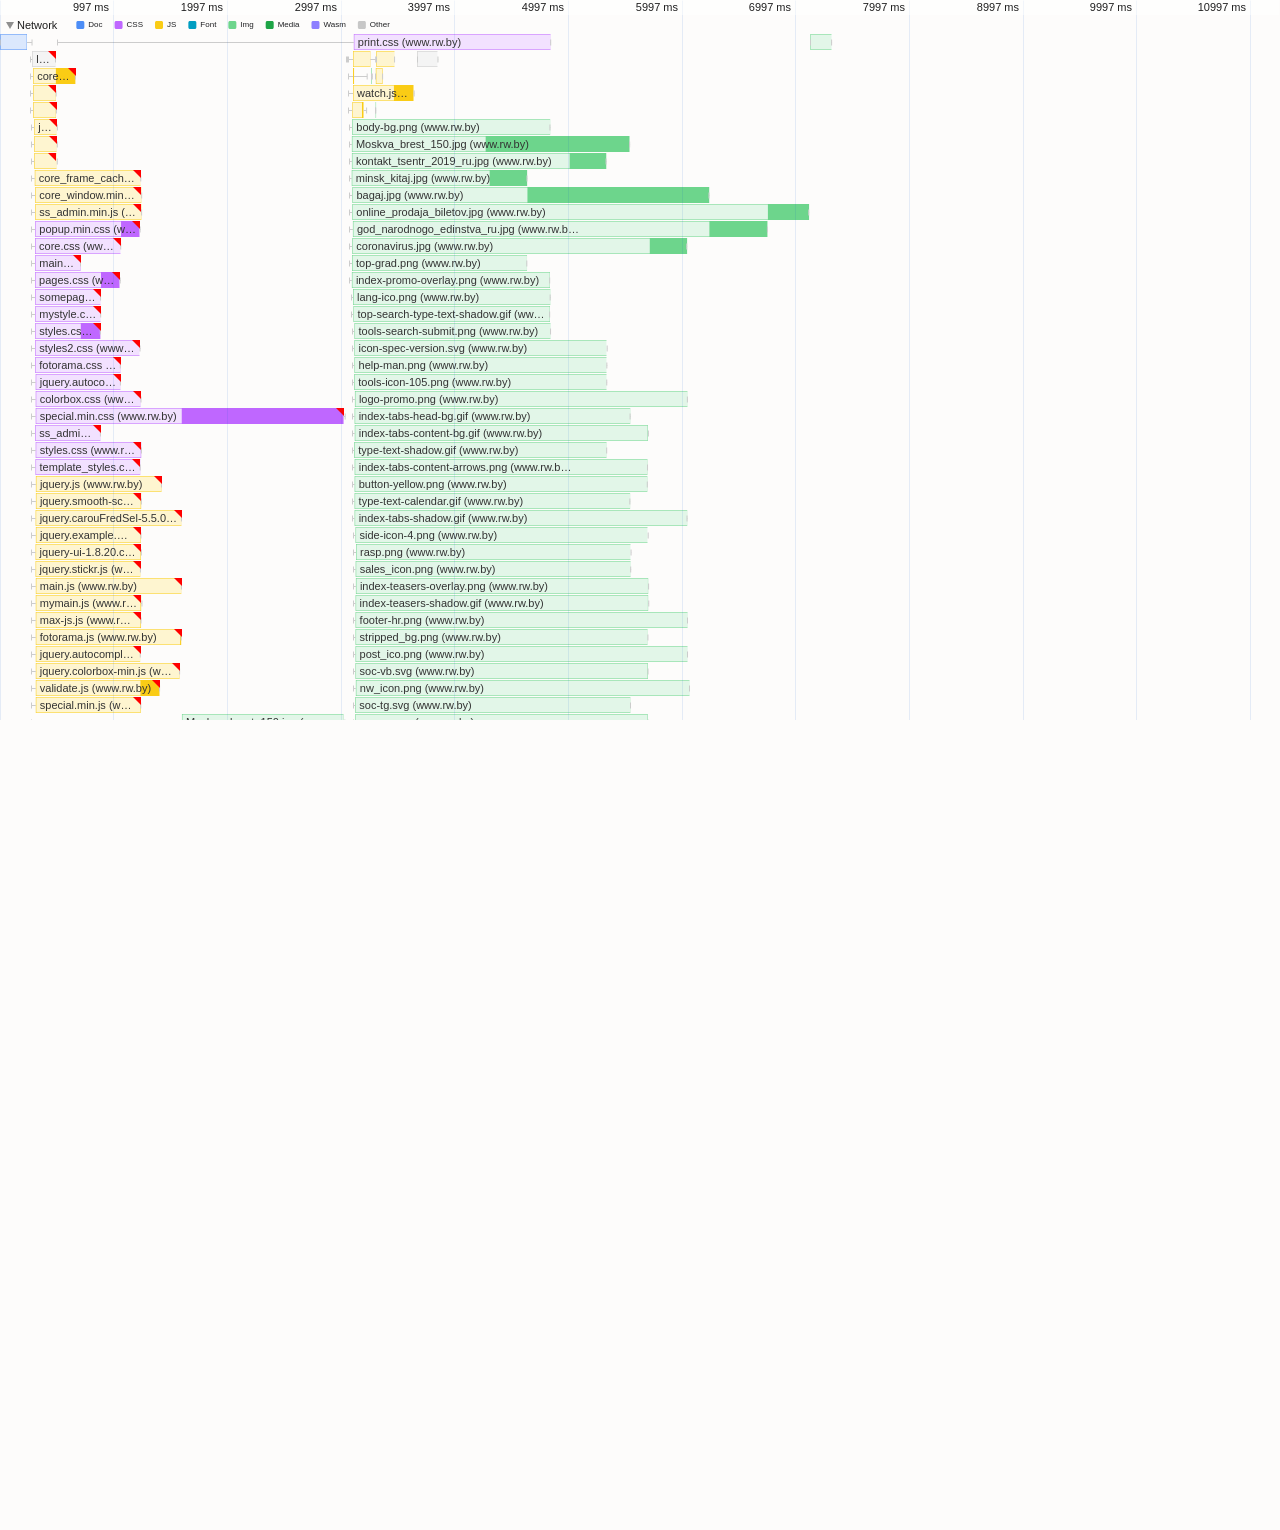 997 ms 1997 ms 2997 ms 3997 ms 4997 ms 5997 ms 6997 ms 7997 ms 8997 ms 9997 ms 10997 ms
Network Doc CSS JS Font Img Media Wasm Other
print.css (www.rw.by)
l…
core…
watch.js…
j… body-bg.png (www.rw.by)
Moskva_brest_150.jpg (www.rw.by)
kontakt_tsentr_2019_ru.jpg (www.rw.by)
core_frame_cach… minsk_kitaj.jpg (www.rw.by)
core_window.min… bagaj.jpg (www.rw.by)
ss_admin.min.js (… online_prodaja_biletov.jpg (www.rw.by)
popup.min.css (w… god_narodnogo_edinstva_ru.jpg (www.rw.b…
core.css (ww… coronavirus.jpg (www.rw.by)
main… top-grad.png (www.rw.by)
pages.css (w… index-promo-overlay.png (www.rw.by)
somepag… lang-ico.png (www.rw.by)
mystyle.c… top-search-type-text-shadow.gif (ww…
styles.cs… tools-search-submit.png (www.rw.by)
styles2.css (www… icon-spec-version.svg (www.rw.by)
fotorama.css … help-man.png (www.rw.by)
jquery.autoco… tools-icon-105.png (www.rw.by)
colorbox.css (ww… logo-promo.png (www.rw.by)
special.min.css (www.rw.by) index-tabs-head-bg.gif (www.rw.by)
ss_admi… index-tabs-content-bg.gif (www.rw.by)
styles.css (www.r… type-text-shadow.gif (www.rw.by)
template_styles.c… index-tabs-content-arrows.png (www.rw.b…
jquery.js (www.rw.by) button-yellow.png (www.rw.by)
jquery.smooth-sc… type-text-calendar.gif (www.rw.by)
jquery.carouFredSel-5.5.0… index-tabs-shadow.gif (www.rw.by)
jquery.example.… side-icon-4.png (www.rw.by)
jquery-ui-1.8.20.c… rasp.png (www.rw.by)
jquery.stickr.js (w… sales_icon.png (www.rw.by)
main.js (www.rw.by) index-teasers-overlay.png (www.rw.by)
mymain.js (www.r… index-teasers-shadow.gif (www.rw.by)
max-js.js (www.r… footer-hr.png (www.rw.by)
fotorama.js (www.rw.by) stripped_bg.png (www.rw.by)
jquery.autocompl… post_ico.png (www.rw.by)
jquery.colorbox-min.js (w… soc-vb.svg (www.rw.by)
validate.js (www.rw.by) nw_icon.png (www.rw.by)
special.min.js (w… soc-tg.svg (www.rw.by)